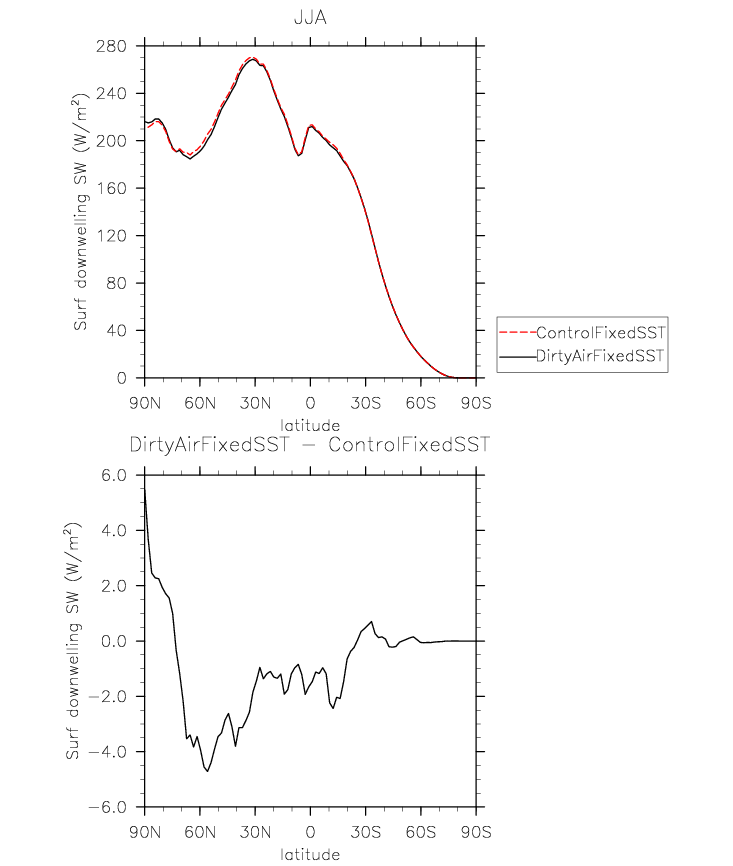 JJA
Surf downwelling SW (W/m²)
280
240
200
160
120
80
40
0
90N 60N 30N 0 30S 60S 90S
latitude
ControlFixedSST
DirtyAirFixedSST
DirtyAirFixedSST − ControlFixedSST
Surf downwelling SW (W/m²)
6.0
4.0
2.0
0.0
−2.0
−4.0
−6.0
90N 60N 30N 0 30S 60S 90S
latitude